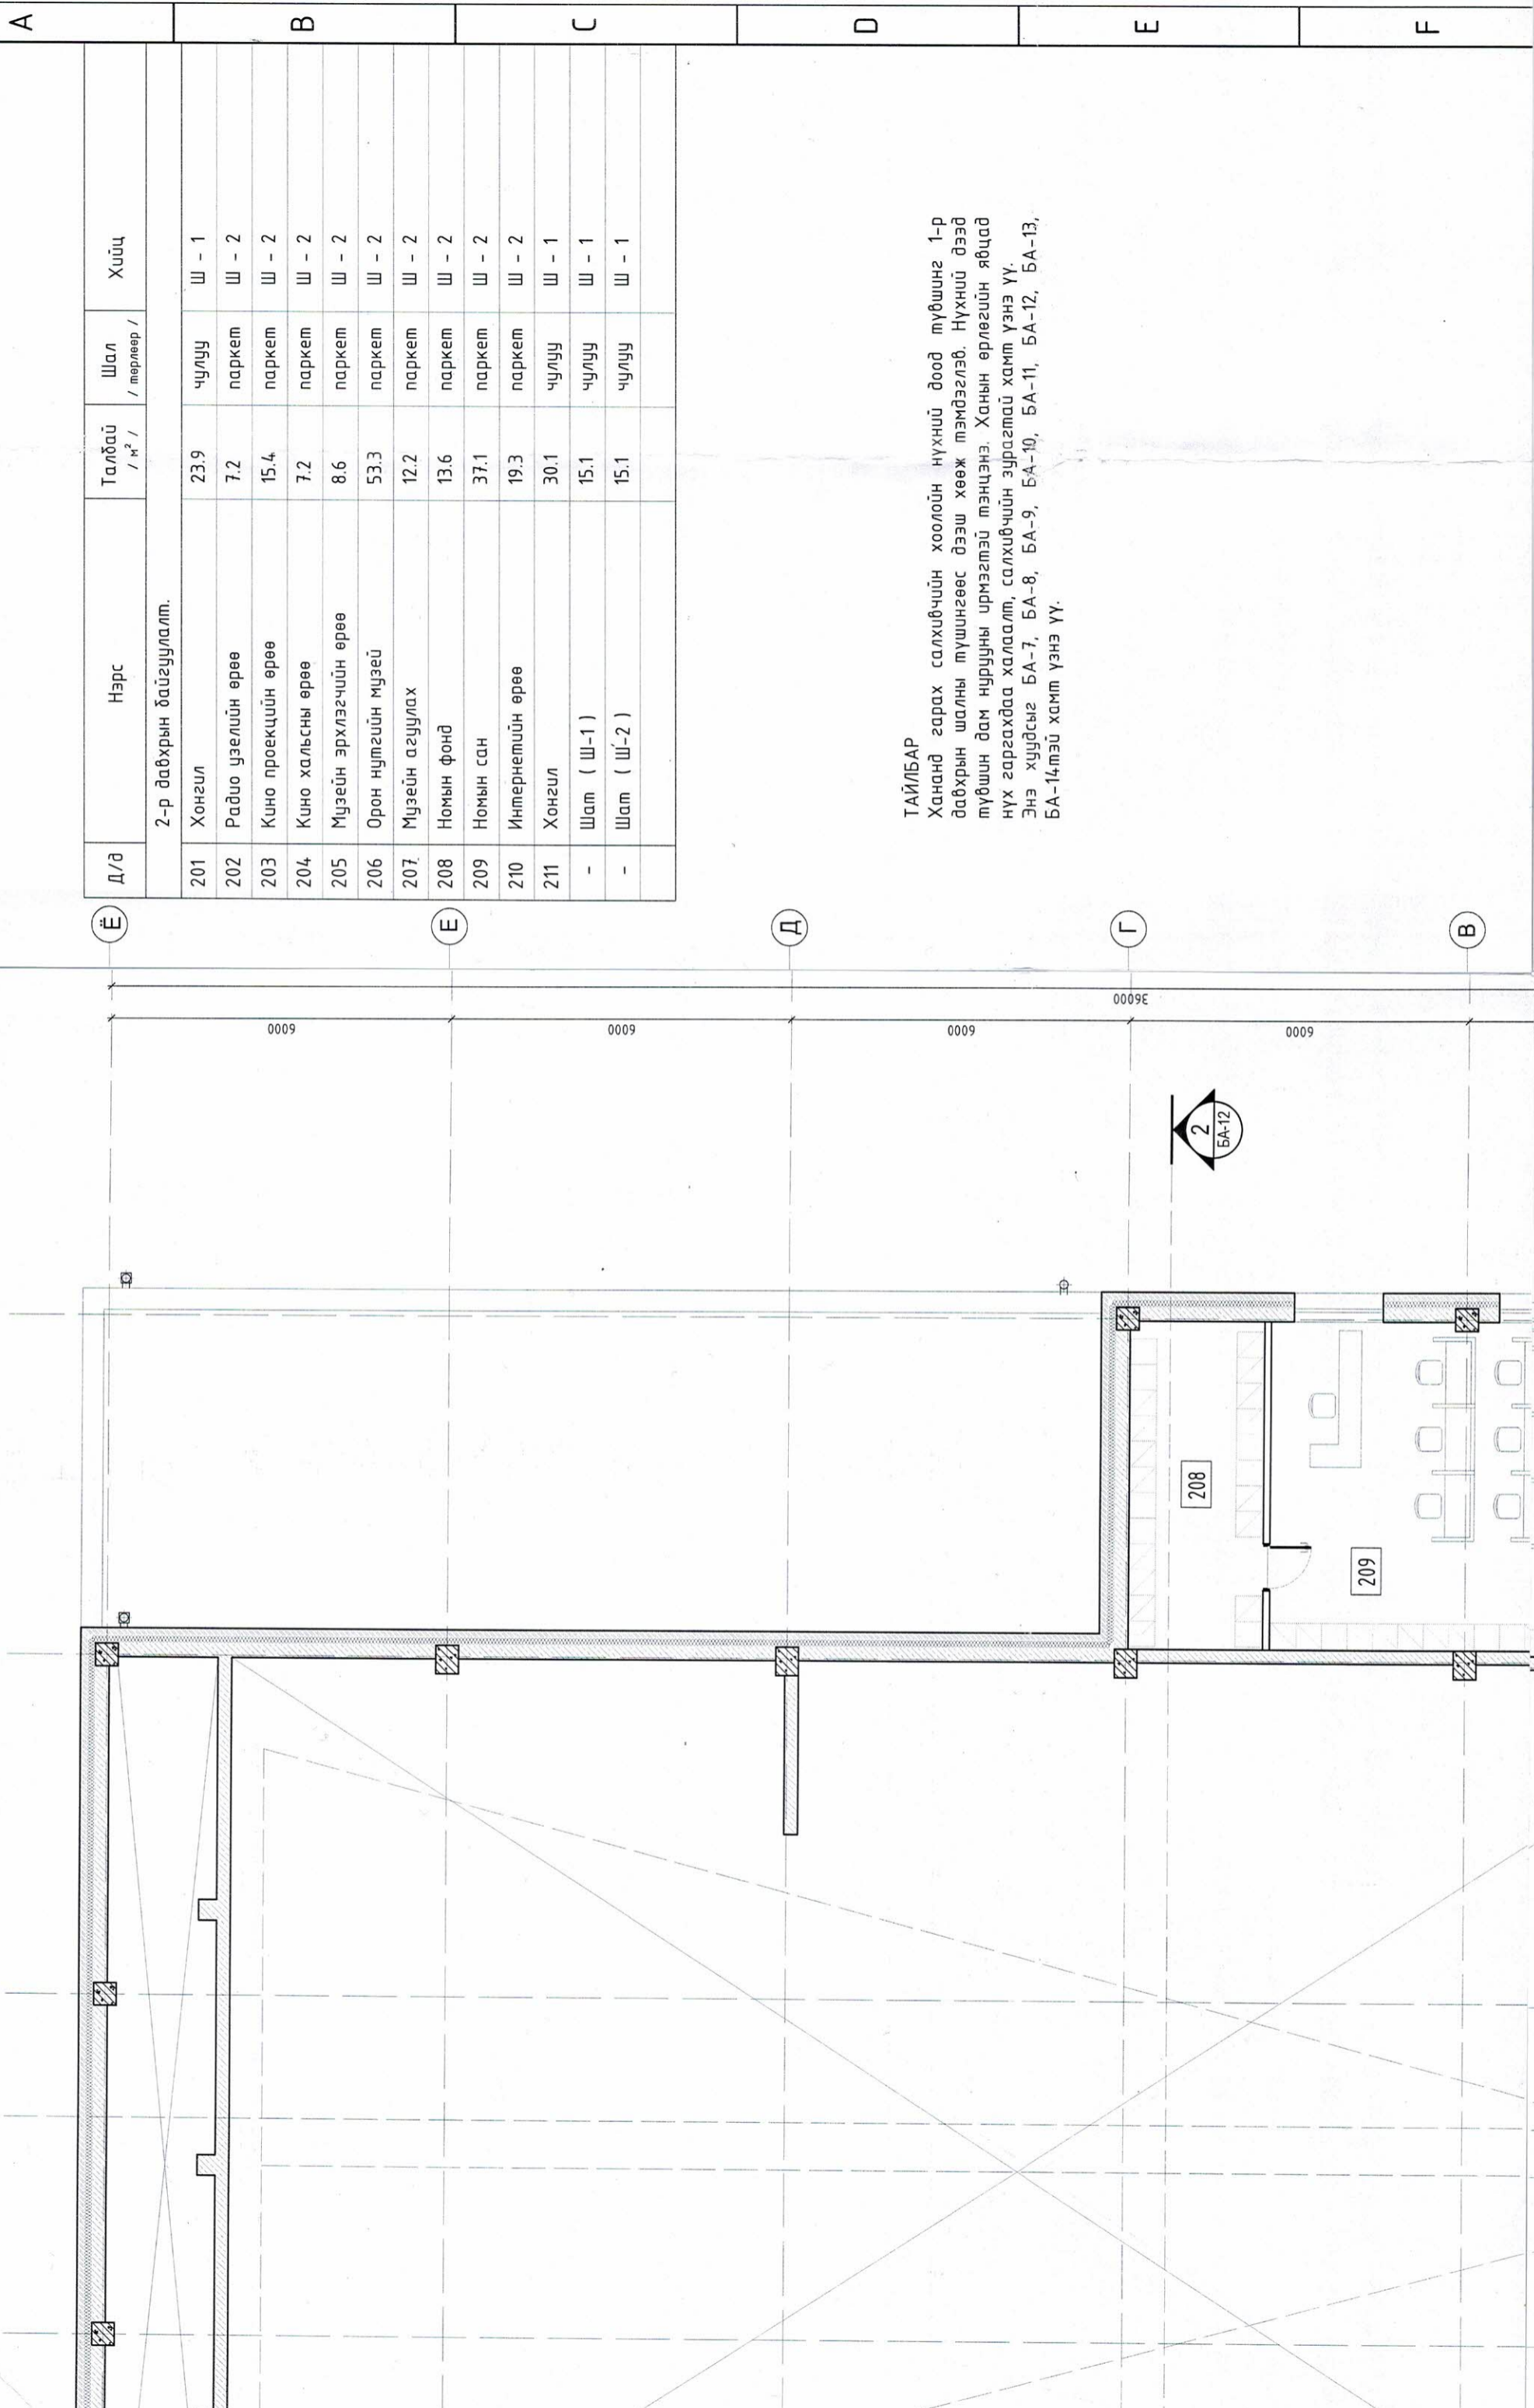 A
B
C
D
E
F
Д/д Нэрс Талбай / м² / Шал / төрлөөр / Хийц
2-р давхрын байгуулалт.
201 Хонгил 23.9 чулуу Ш - 1
202 Радио узелийн өрөө 7.2 паркет Ш - 2
203 Кино проекцийн өрөө 15.4 паркет Ш - 2
204 Кино хальсны өрөө 7.2 паркет Ш - 2
205 Музейн эрхлэгчийн өрөө 8.6 паркет Ш - 2
206 Орон нутгийн музей 53.3 паркет Ш - 2
207 Музейн агуулах 12.2 паркет Ш - 2
208 Номын фонд 13.6 паркет Ш - 2
209 Номын сан 37.1 паркет Ш - 2
210 Интернетийн өрөө 19.3 паркет Ш - 2
211 Хонгил 30.1 чулуу Ш - 1
- Шат ( Ш-1 ) 15.1 чулуу Ш - 1
- Шат ( Ш-2 ) 15.1 чулуу Ш - 1
ТАЙЛБАР
Хананд гарах салхивчийн хоолойн нүхний доод түвшинг 1-р
давхрын шалны түшингөөс дээш хөөж тэмдэглэв. Нүхний дээд
түвшин дам нурууны ирмэгтэй тэнцэнэ. Ханын өрлөгийн явцад
нүх гаргахдаа халаалт, салхивчийн зурагтай хамт үзнэ үү.
Энэ хуудсыг БА-7, БА-8, БА-9, БА-10, БА-11, БА-12, БА-13,
БА-14тэй хамт үзнэ үү.
Ё
Е
Д
Г
В
36000
6000
6000
6000
6000
2
БА-12
208
209